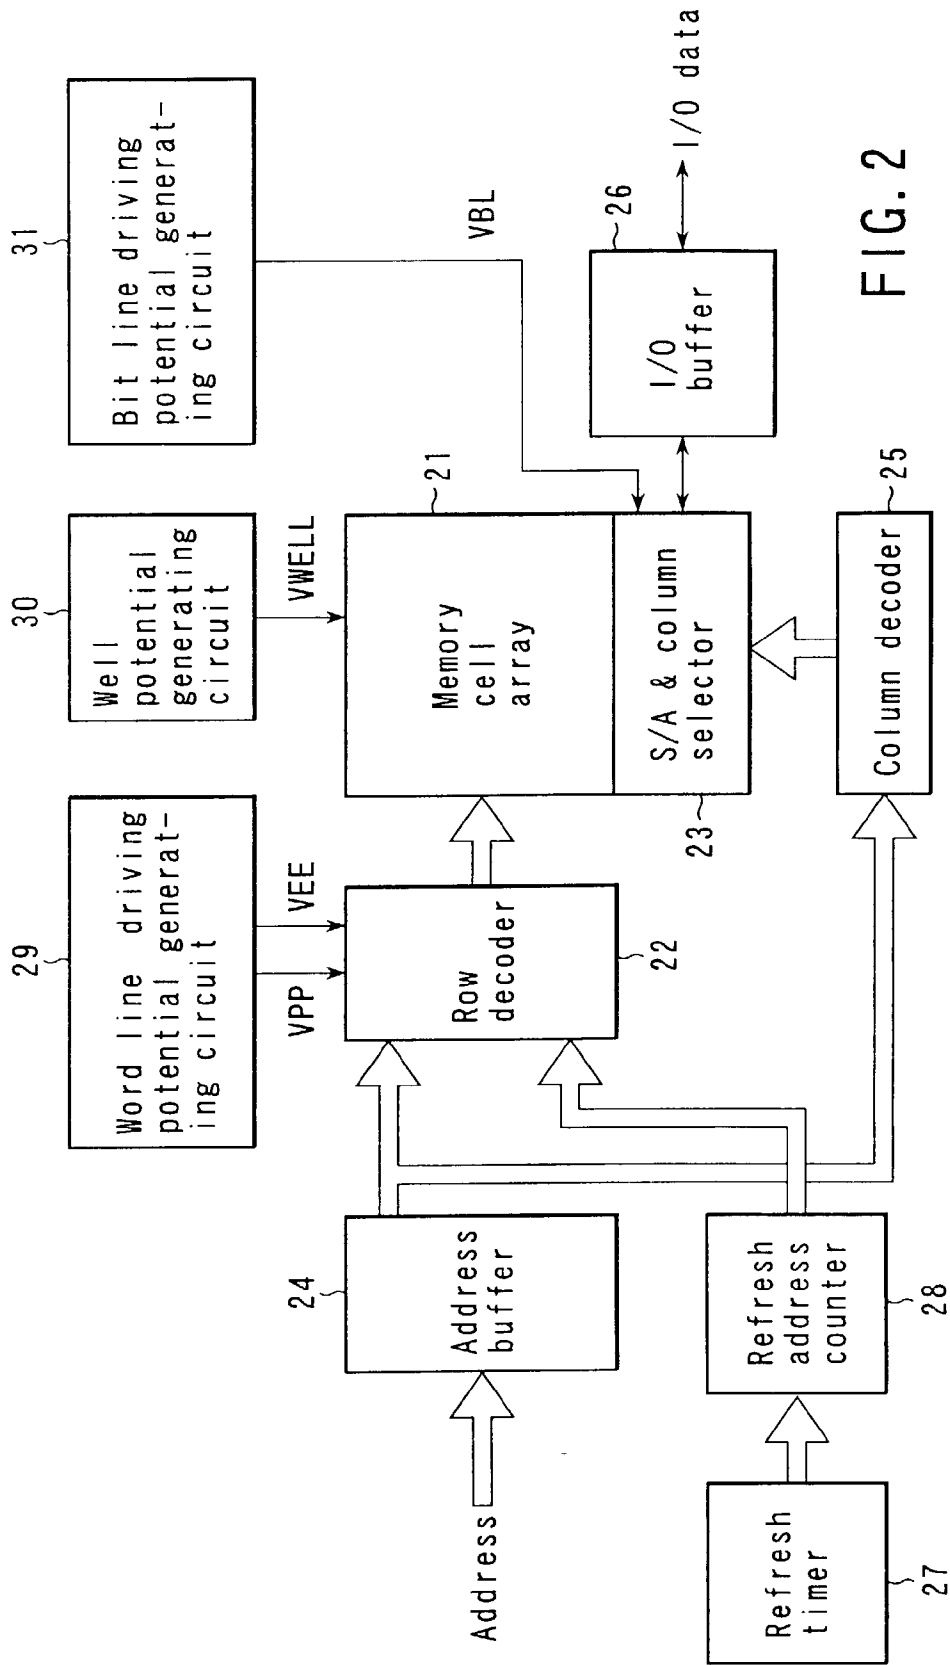 29
Word line driving
potential generat-
ing circuit
30
Well
potential
generating
circuit
31
Bit line driving
potential generat-
ing circuit
VPP
VEE
VWELL
VBL
24
Address
buffer
Address
Row
decoder
22
21
Memory
cell
array
S/A & column
selector
23
26
I/O
buffer
I/O data
Refresh
timer
27
Refresh
address
counter
28
Column decoder
25
FIG. 2